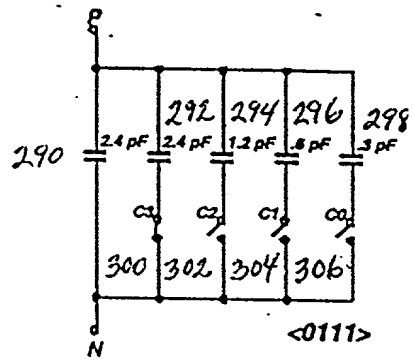 P
292 294 296 298
290 2.4 pF 2.4 pF 1.2 pF .6 pF .3 pF
C3 C2 C1 C0
300 302 304 306
N <0111>